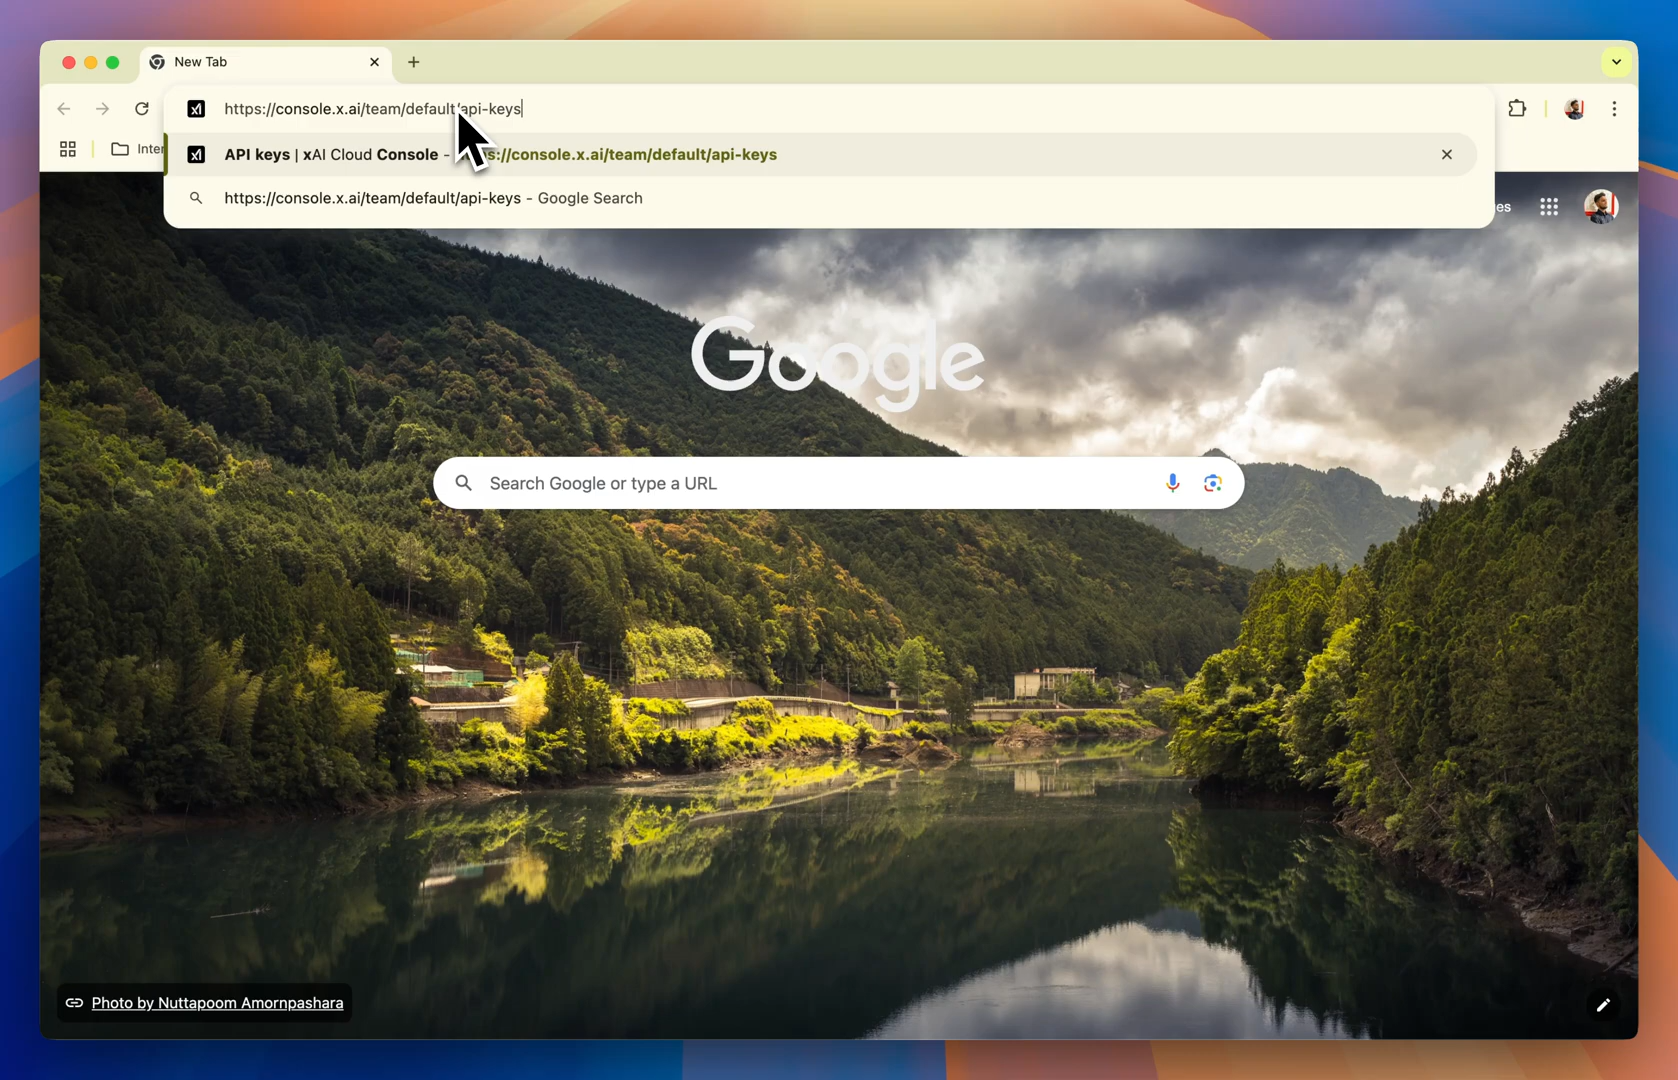 New Tab
https://console.x.ai/team/default/api-keys
Inter
API keys | xAI Cloud Console - s://console.x.ai/team/default/api-keys
https://console.x.ai/team/default/api-keys - Google Search
es
Google
Search Google or type a URL
Photo by Nuttapoom Amornpashara